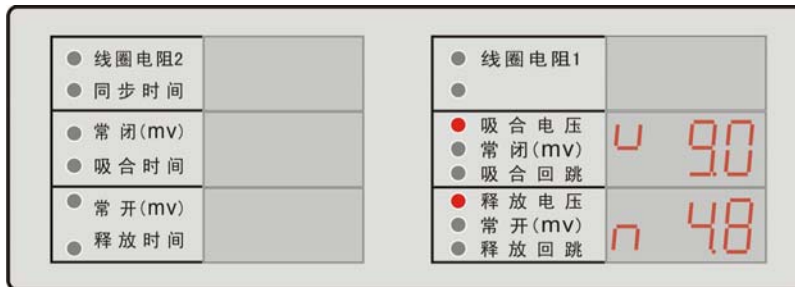 线圈电阻2
同步时间
常闭(mv)
吸合时间
常开(mv)
释放时间
线圈电阻1
吸合电压
常闭(mv)
吸合回跳
U 9.0
释放电压
常开(mv)
释放回跳
n 4.8